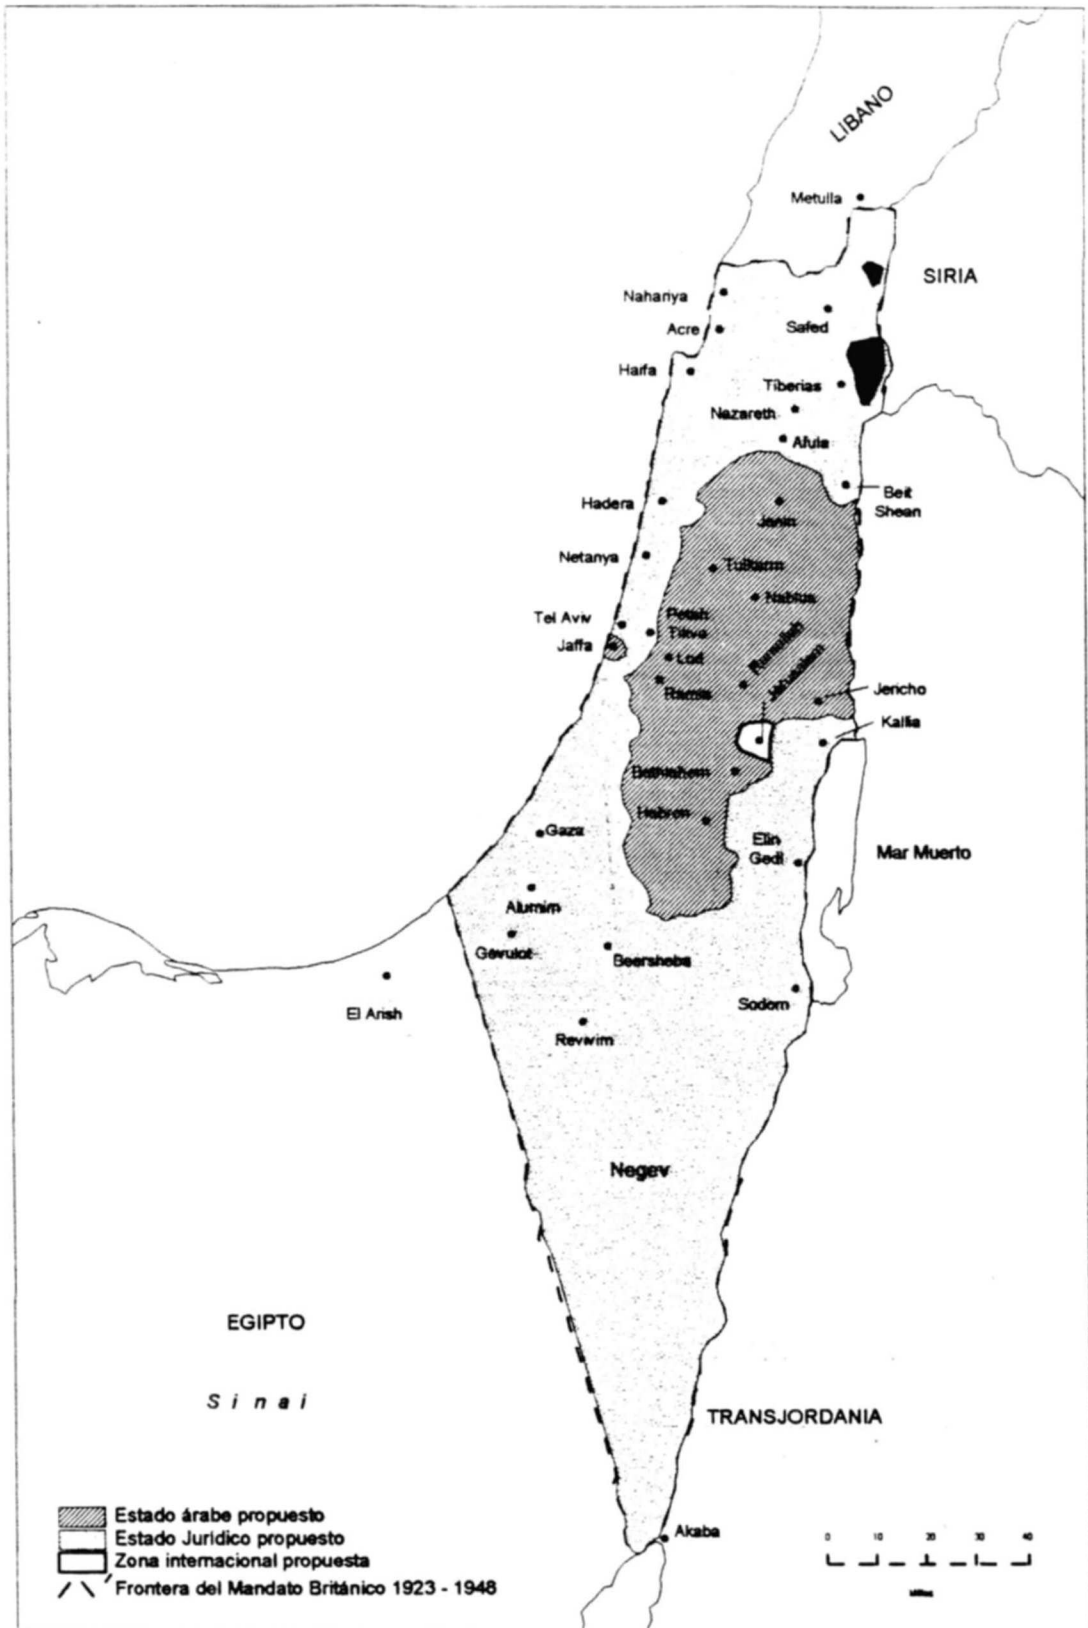 LIBANO
Metulla
SIRIA
Nahariya
Safed
Acre
Haifa
Tiberias
Nazareth
Afula
Beit
Shean
Hadera
Jenin
Netanya
Tulkarm
Nablus
Tel Aviv
Petah
Tikva
Jaffa
Lod
Ramallah
Jerusalem
Ramla
Jericho
Kallia
Bethlehem
Hebron
Gaza
Elin
Gedi
Mar Muerto
Alumim
Gevulot
Beersheba
El Arish
Sodom
Revivim
Negev
EGIPTO
Sinai
TRANSJORDANIA
Akaba
Estado árabe propuesto
Estado Jurídico propuesto
Zona internacional propuesta
Frontera del Mandato Británico 1923 - 1948
0 10 20 30 40